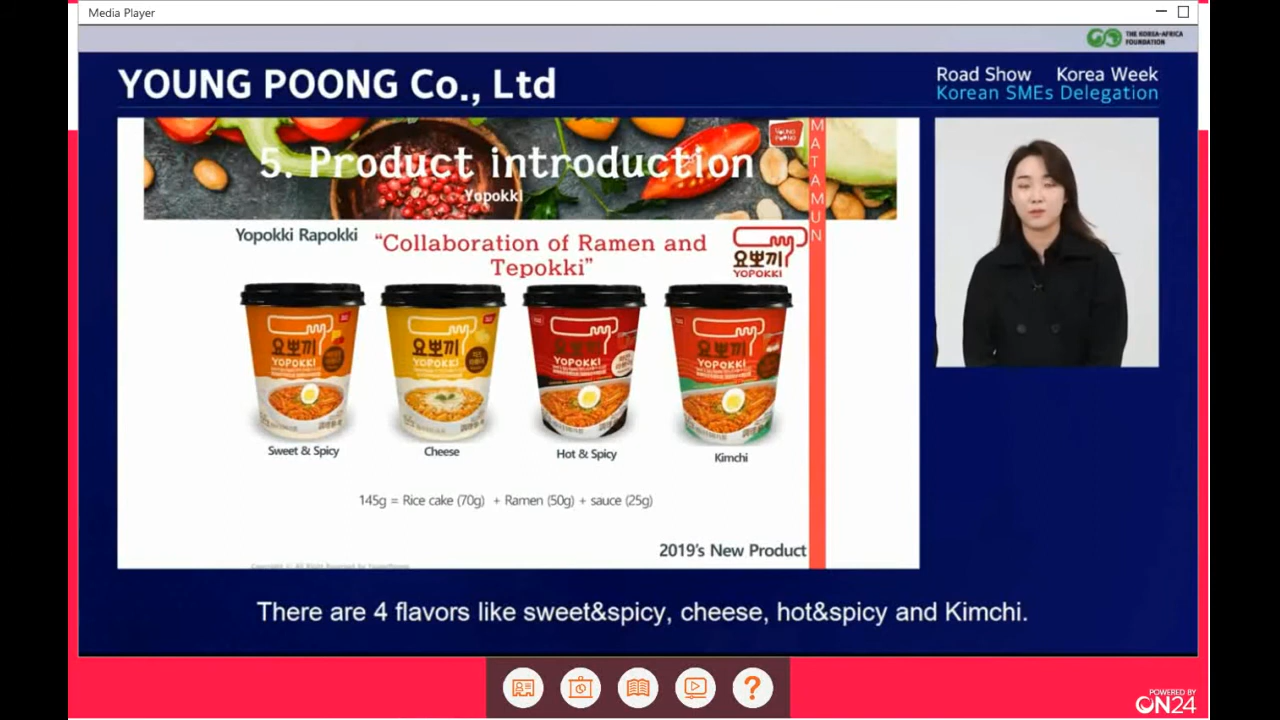 Media Player
THE KOREA-AFRICA
FOUNDATION
YOUNG POONG Co., Ltd
Road Show Korea Week
Korean SMEs Delegation
YOUNG
POONG
MATAMUN
5. Product introduction
Yopokki
Yopokki Rapokki
"Collaboration of Ramen and
Tepokki"
요뽀끼
YOPOKKI
요뽀끼
YOPOKKI
요뽀끼
YOPOKKI
요뽀끼
YOPOKKI
요뽀끼
YOPOKKI
Sweet & Spicy
Cheese
Hot & Spicy
Kimchi
145g = Rice cake (70g) + Ramen (50g) + sauce (25g)
2019's New Product
There are 4 flavors like sweet&spicy, cheese, hot&spicy and Kimchi.
POWERED BY
ON24